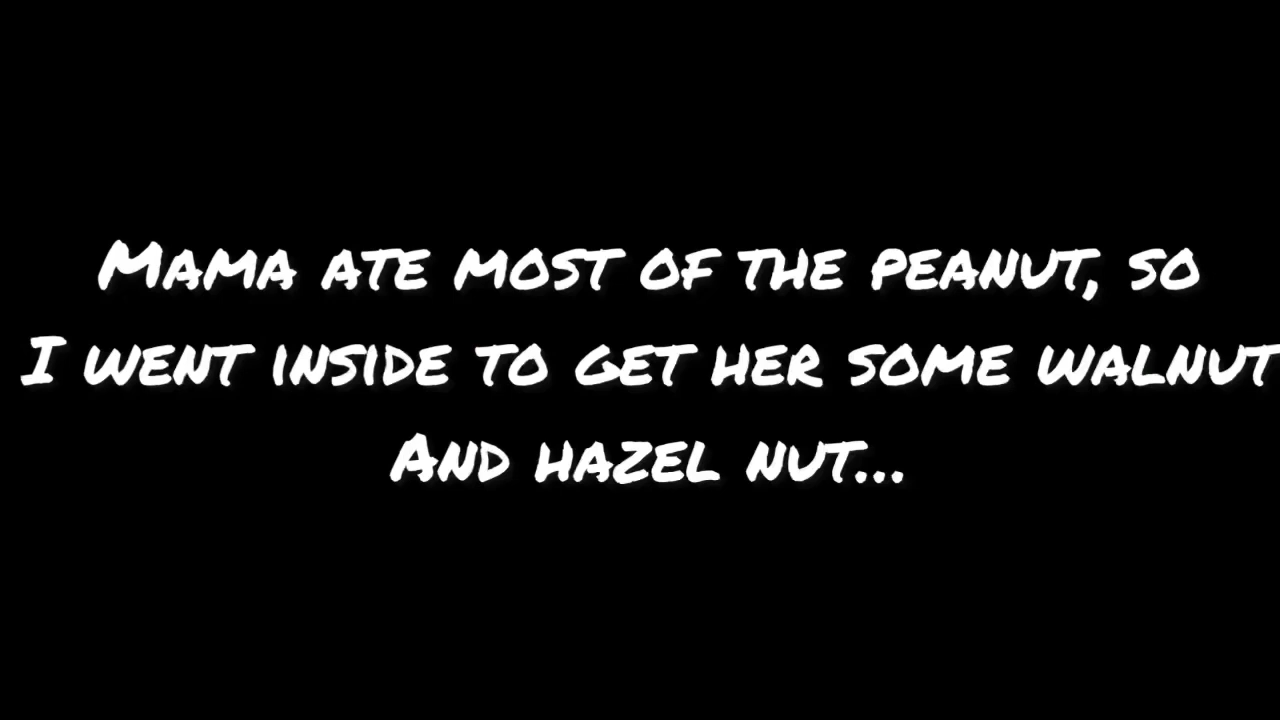 Mama ate most of the peanut, so
I went inside to get her some walnut
And hazel nut...